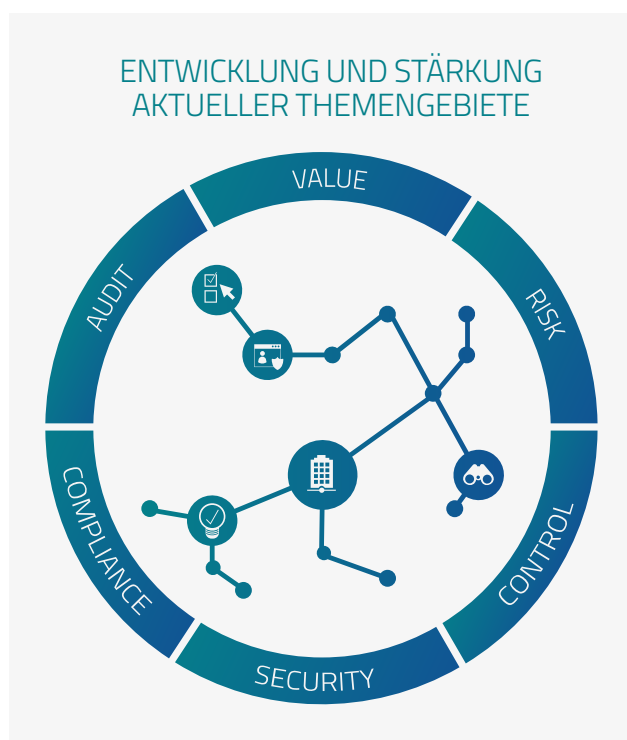 ENTWICKLUNG UND STÄRKUNG
AKTUELLER THEMENGEBIETE
VALUE
RISK
CONTROL
SECURITY
COMPLIANCE
AUDIT